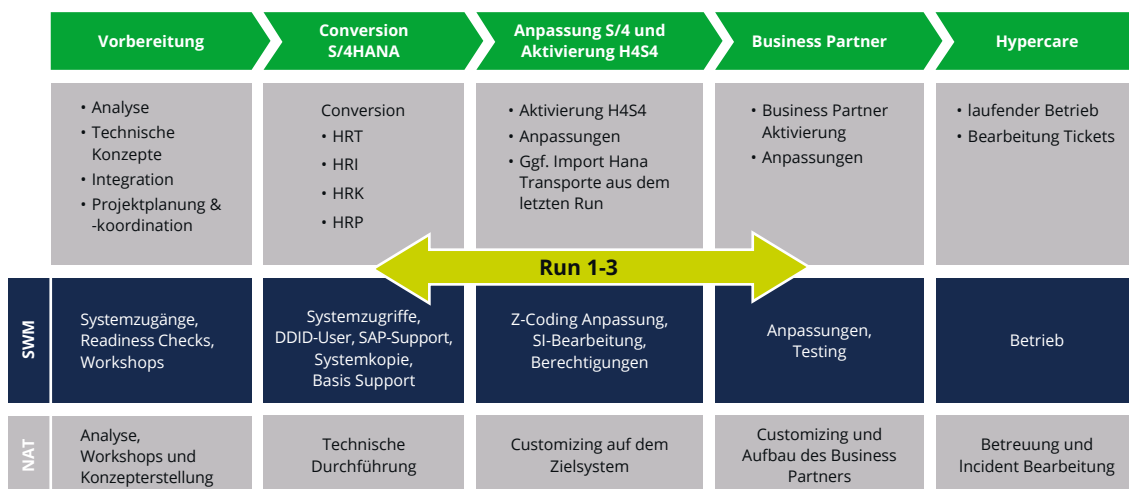 Vorbereitung
Conversion
S/4HANA
Anpassung S/4 und
Aktivierung H4S4
Business Partner
Hypercare
• Analyse
• Technische
Konzepte
• Integration
• Projektplanung &
-koordination
Conversion
• HRT
• HRI
• HRK
• HRP
• Aktivierung H4S4
• Anpassungen
• Ggf. Import Hana
Transporte aus dem
letzten Run
• Business Partner
Aktivierung
• Anpassungen
• laufender Betrieb
• Bearbeitung Tickets
Run 1-3
SWM
Systemzugänge,
Readiness Checks,
Workshops
Systemzugriffe,
DDID-User, SAP-Support,
Systemkopie,
Basis Support
Z-Coding Anpassung,
SI-Bearbeitung,
Berechtigungen
Anpassungen,
Testing
Betrieb
NAT
Analyse,
Workshops und
Konzepterstellung
Technische
Durchführung
Customizing auf dem
Zielsystem
Customizing und
Aufbau des Business
Partners
Betreuung und
Incident Bearbeitung